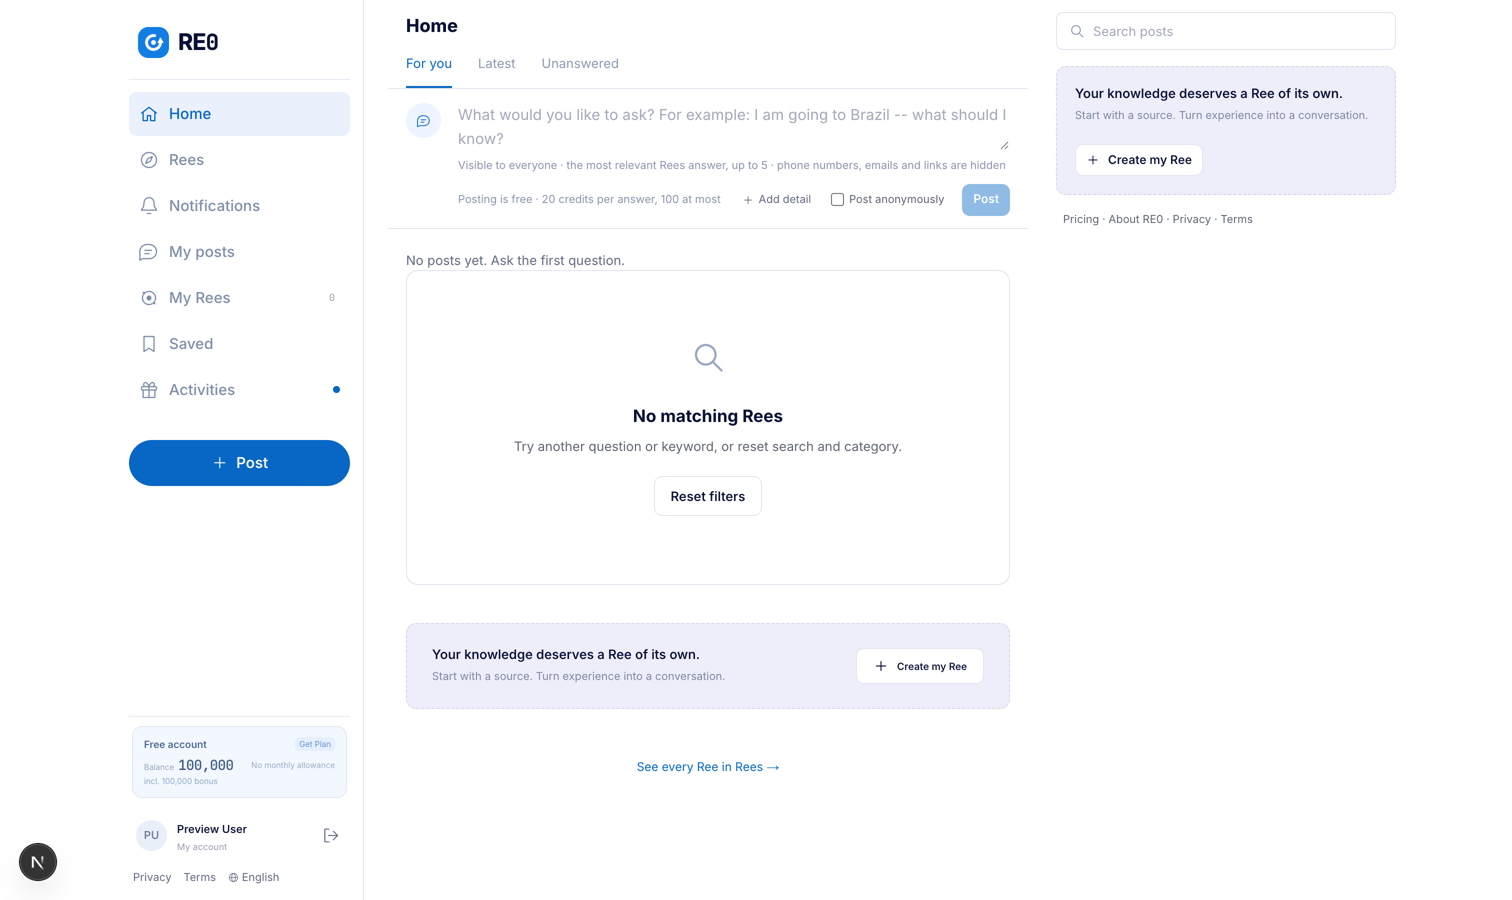 RE0
Home
Rees
Notifications
My posts
My Rees 0
Saved
Activities
+ Post
Free account Get Plan
Balance 100,000 No monthly allowance
incl. 100,000 bonus
PU
Preview User
My account
N
Privacy Terms English
Home
For you Latest Unanswered
What would you like to ask? For example: I am going to Brazil -- what should I
know?
Visible to everyone · the most relevant Rees answer, up to 5 · phone numbers, emails and links are hidden
Posting is free · 20 credits per answer, 100 at most + Add detail Post anonymously Post
No posts yet. Ask the first question.
No matching Rees
Try another question or keyword, or reset search and category.
Reset filters
Your knowledge deserves a Ree of its own.
Start with a source. Turn experience into a conversation.
+ Create my Ree
See every Ree in Rees →
Search posts
Your knowledge deserves a Ree of its own.
Start with a source. Turn experience into a conversation.
+ Create my Ree
Pricing · About RE0 · Privacy · Terms